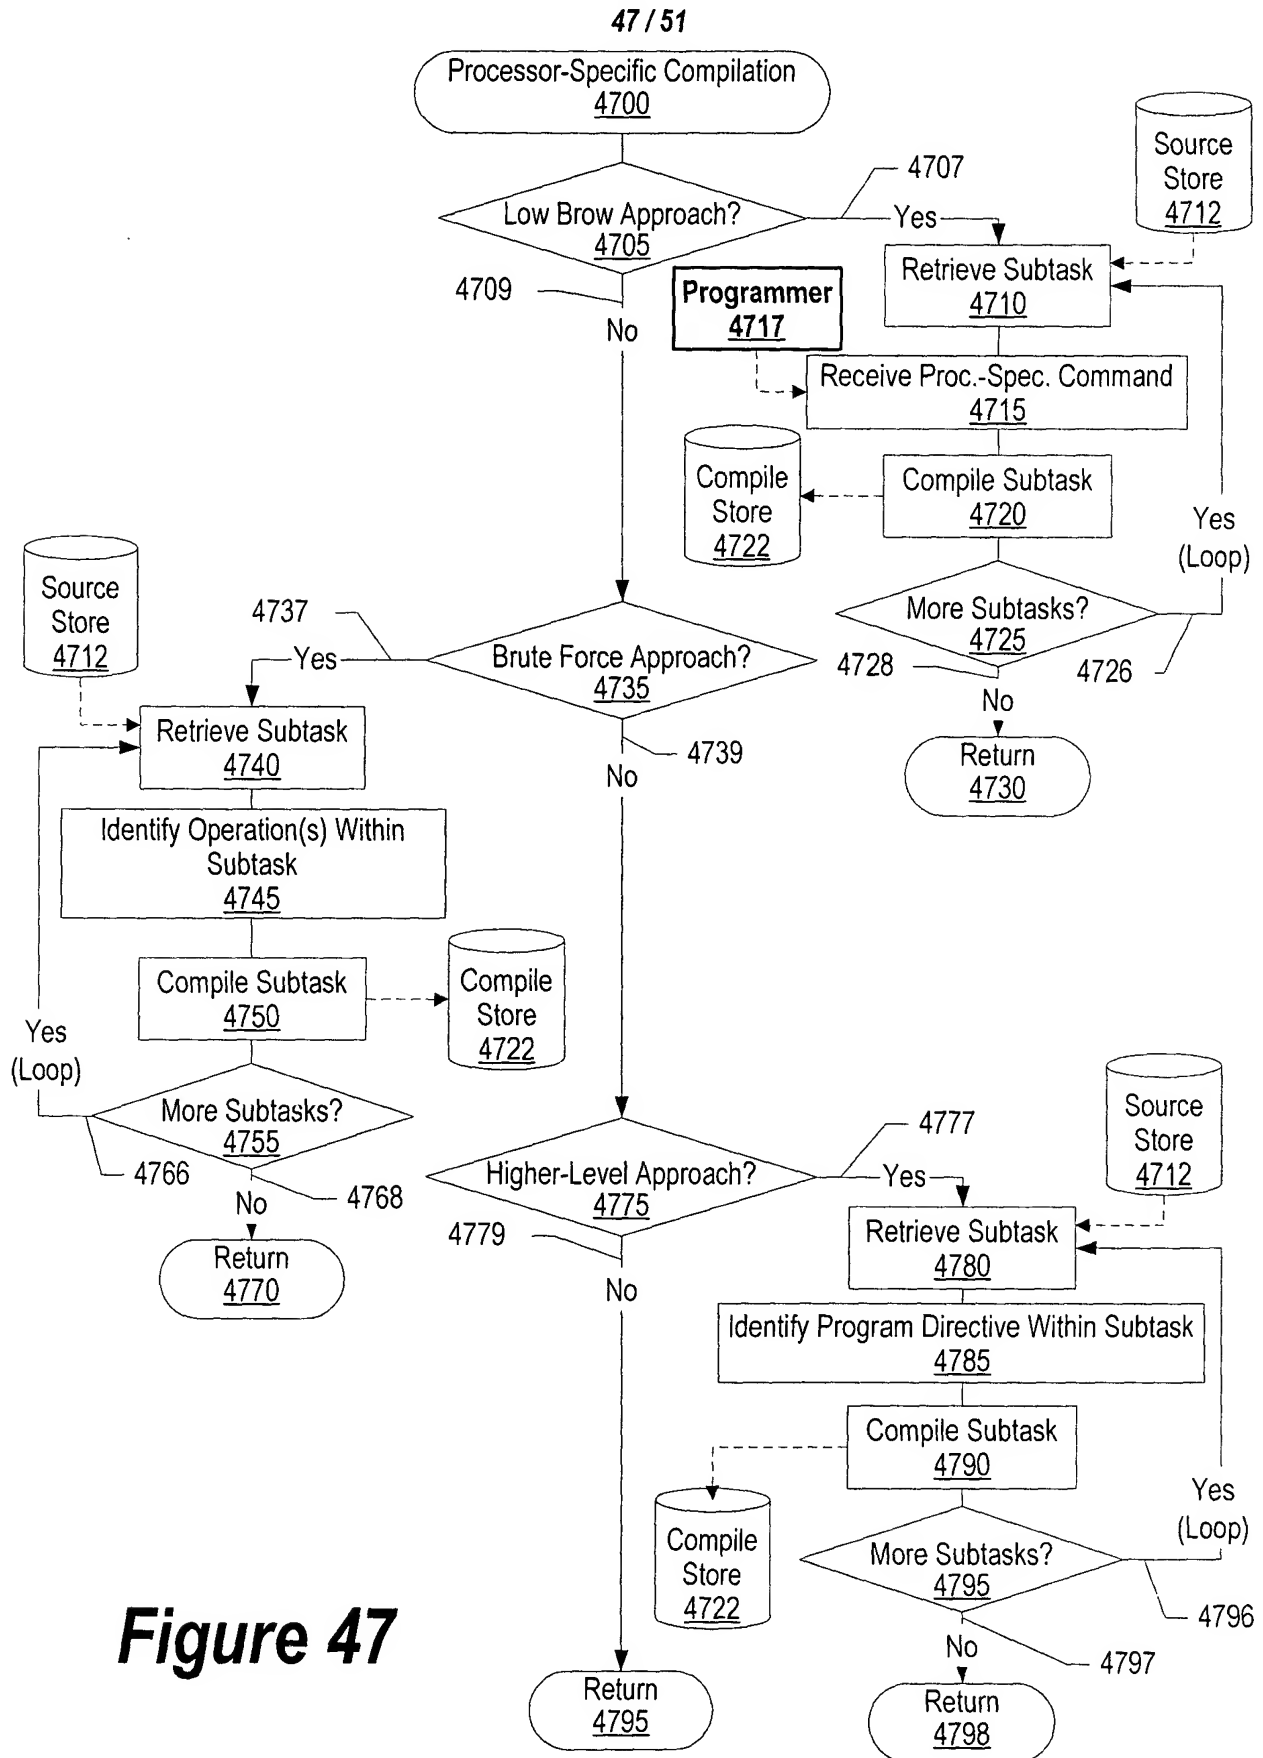 47 / 51
Processor-Specific Compilation
4700
Low Brow Approach?
4705
4707
Yes
Source
Store
4712
Retrieve Subtask
4710
4709
No
Programmer
4717
Receive Proc.-Spec. Command
4715
Compile Subtask
4720
Compile
Store
4722
Yes
(Loop)
More Subtasks?
4725
4728
4726
No
Return
4730
Source
Store
4712
4737
Yes
Brute Force Approach?
4735
4739
No
Retrieve Subtask
4740
Identify Operation(s) Within
Subtask
4745
Compile Subtask
4750
Compile
Store
4722
Yes
(Loop)
More Subtasks?
4755
4766
4768
No
Return
4770
Higher-Level Approach?
4775
4777
Yes
Source
Store
4712
4779
No
Retrieve Subtask
4780
Identify Program Directive Within Subtask
4785
Compile Subtask
4790
Compile
Store
4722
Yes
(Loop)
More Subtasks?
4795
4796
4797
No
Return
4795
Return
4798
Figure 47